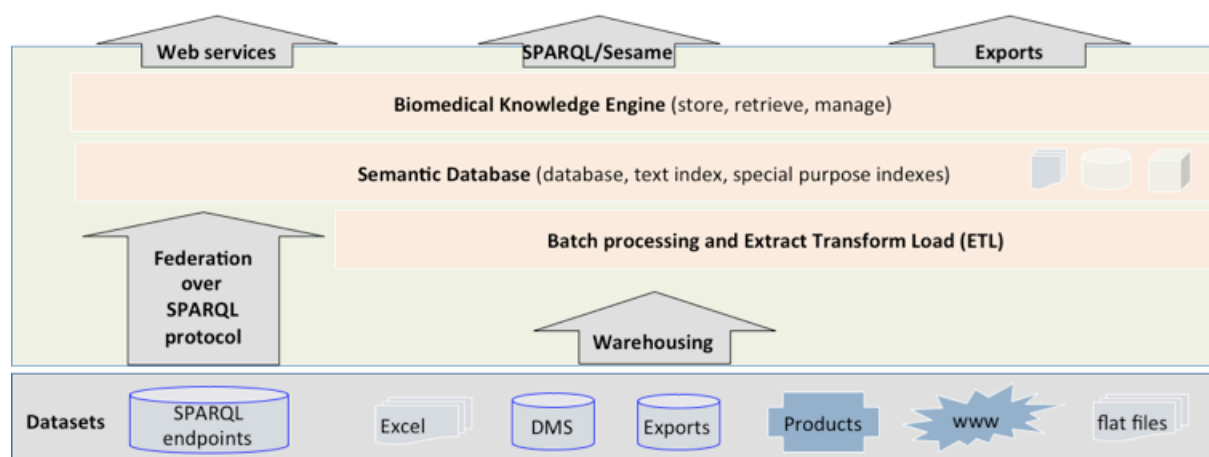 Web services
SPARQL/Sesame
Exports
Biomedical Knowledge Engine (store, retrieve, manage)
Semantic Database (database, text index, special purpose indexes)
Batch processing and Extract Transform Load (ETL)
Federation
over
SPARQL
protocol
Warehousing
Datasets
SPARQL
endpoints
Excel
DMS
Exports
Products
www
flat files